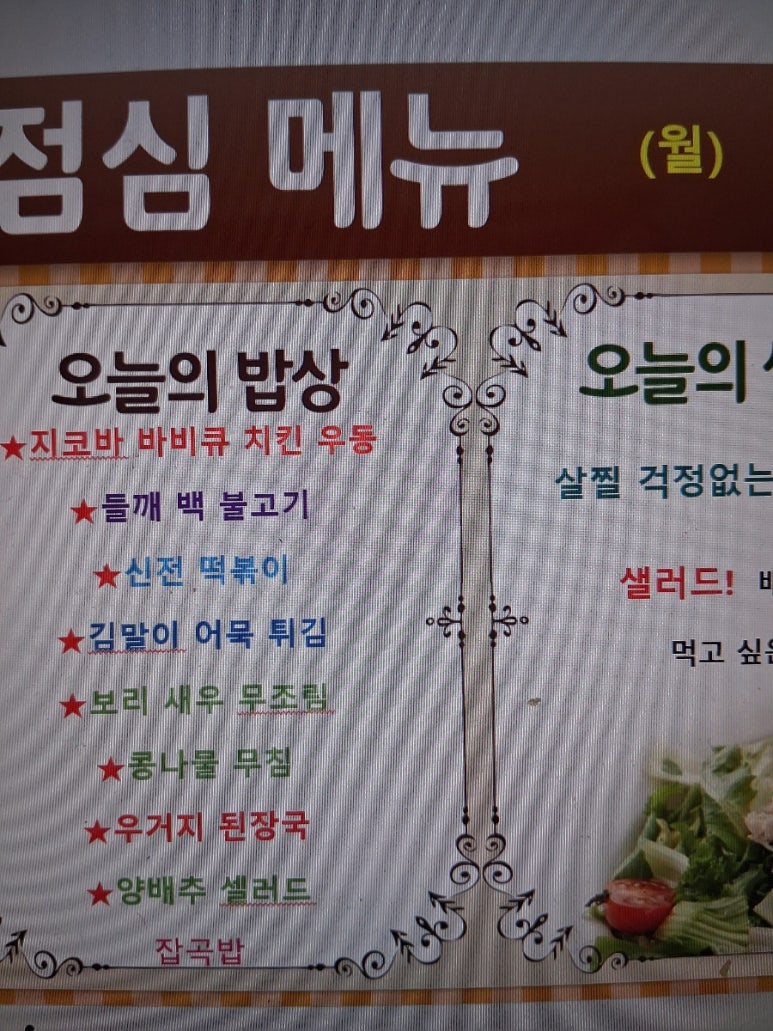 점심 메뉴 (월)
오늘의 밥상
★지코바 바비큐 치킨 우동
★들깨 백 불고기
★신전 떡볶이
★김말이 어묵 튀김
★보리 새우 무조림
★콩나물 무침
★우거지 된장국
★양배추 셀러드
잡곡밥
오늘의
살찔 걱정없는
샐러드!
먹고 싶은